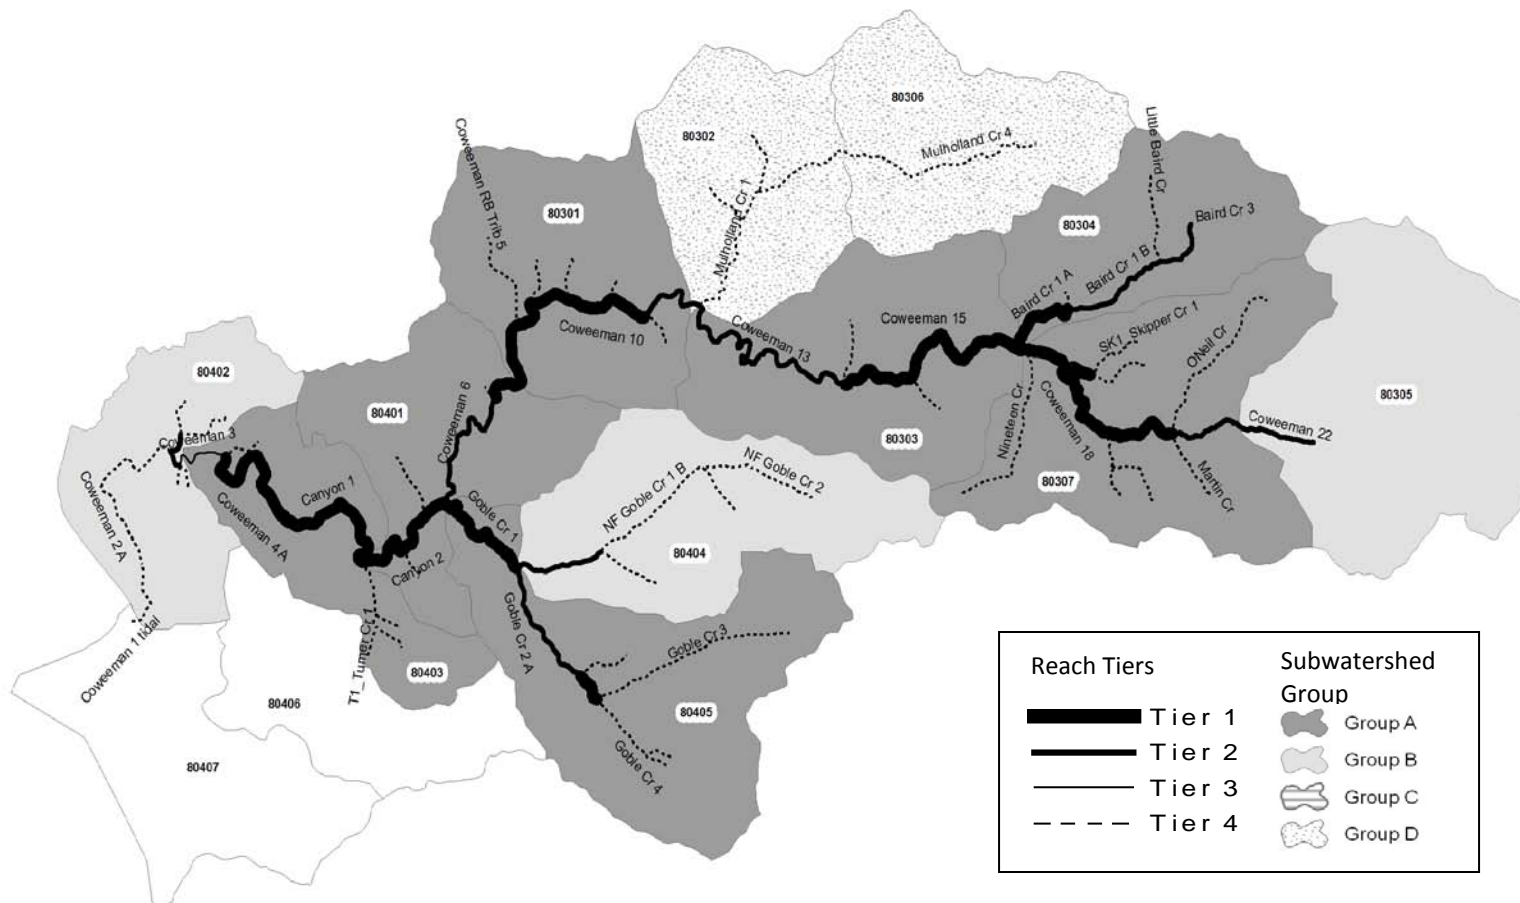 80306
80302
Mulholland Cr 4
Little Baird Cr
Coweeman RB Trib 5
Mulholland Cr 1
80301
80304
Baird Cr 3
Baird Cr 1 B
Baird Cr 1 A
Coweeman 10
Coweeman 13
Coweeman 15
SK1_Skipper Cr 1
ONeil Cr
80402
80401
Coweeman 6
80305
Coweeman 3
80303
Nineteen Cr
Coweeman 18
Coweeman 22
Canyon 1
Coweeman 4 A
Coweeman 2 A
Goble Cr 1
NF Goble Cr 1 B
NF Goble Cr 2
80307
Martin Cr
80404
Canyon 2
Goble Cr 2 A
Goble Cr 3
Coweeman 1 tidal
T1_Turner Cr 1
80403
80406
80405
Goble Cr 4
80407
Reach Tiers
Tier 1
Tier 2
Tier 3
Tier 4
Subwatershed
Group
Group A
Group B
Group C
Group D